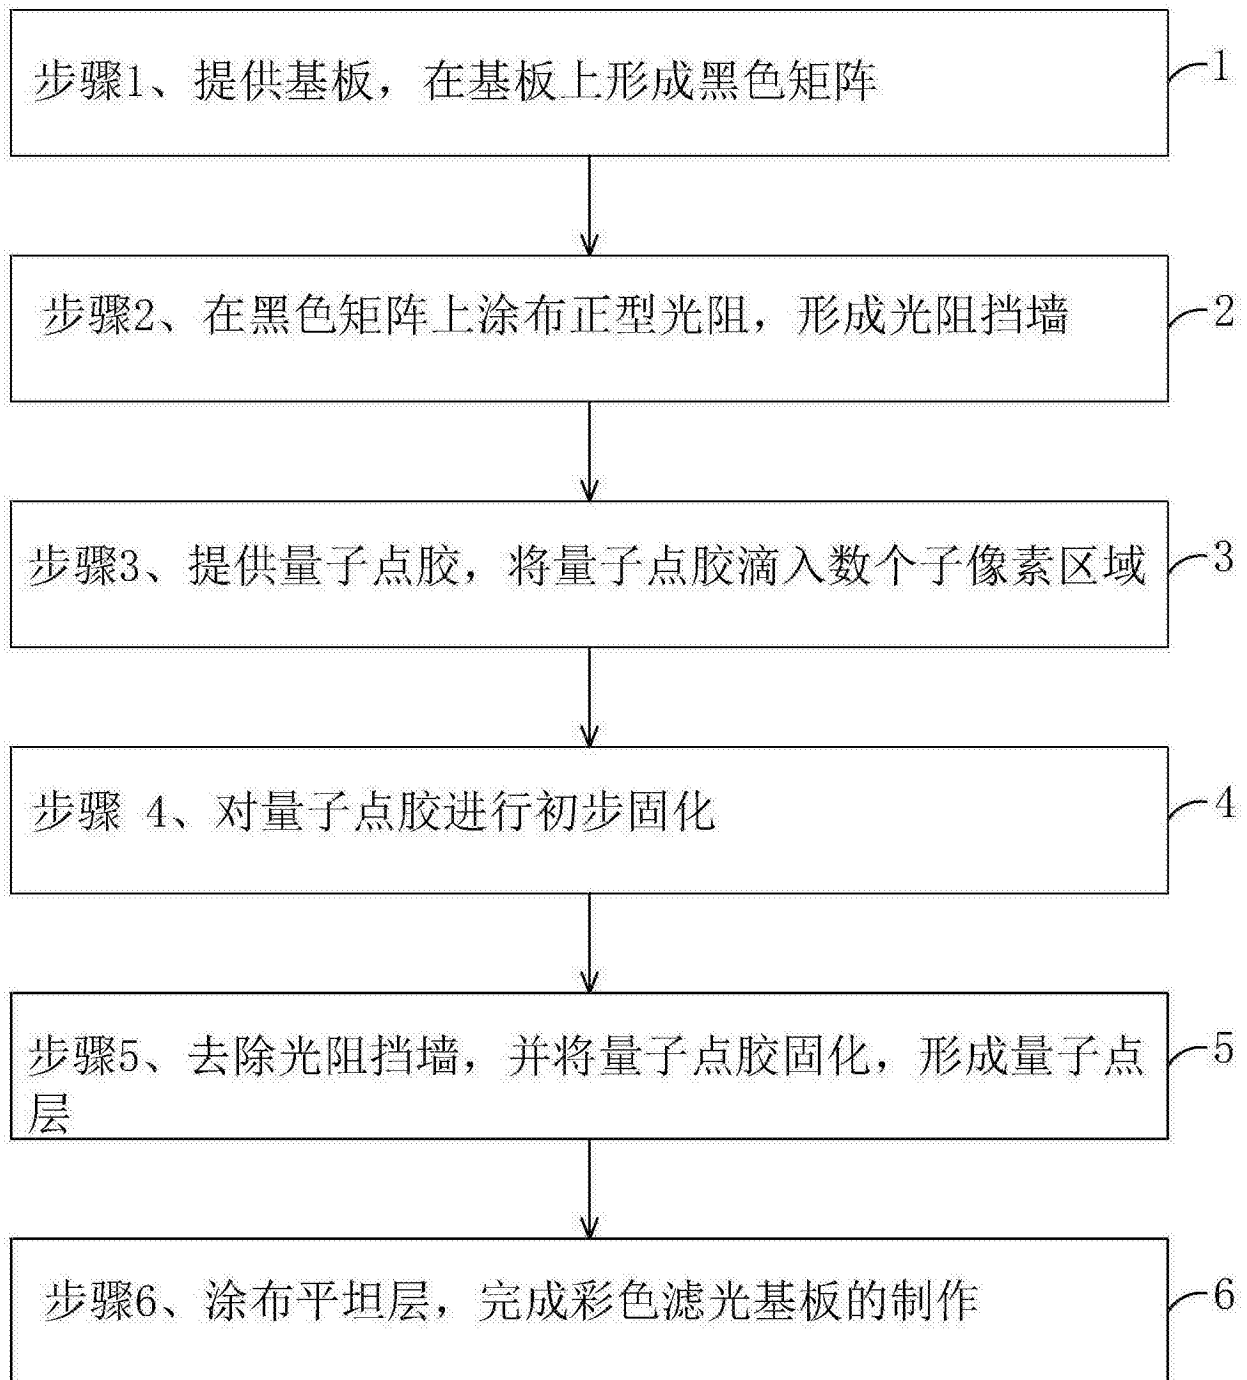 步骤1、提供基板，在基板上形成黑色矩阵
1
步骤2、在黑色矩阵上涂布正型光阻，形成光阻挡墙
2
步骤3、提供量子点胶，将量子点胶滴入数个子像素区域
3
步骤 4、对量子点胶进行初步固化
4
步骤5、去除光阻挡墙，并将量子点胶固化，形成量子点
层
5
步骤6、涂布平坦层，完成彩色滤光基板的制作
6